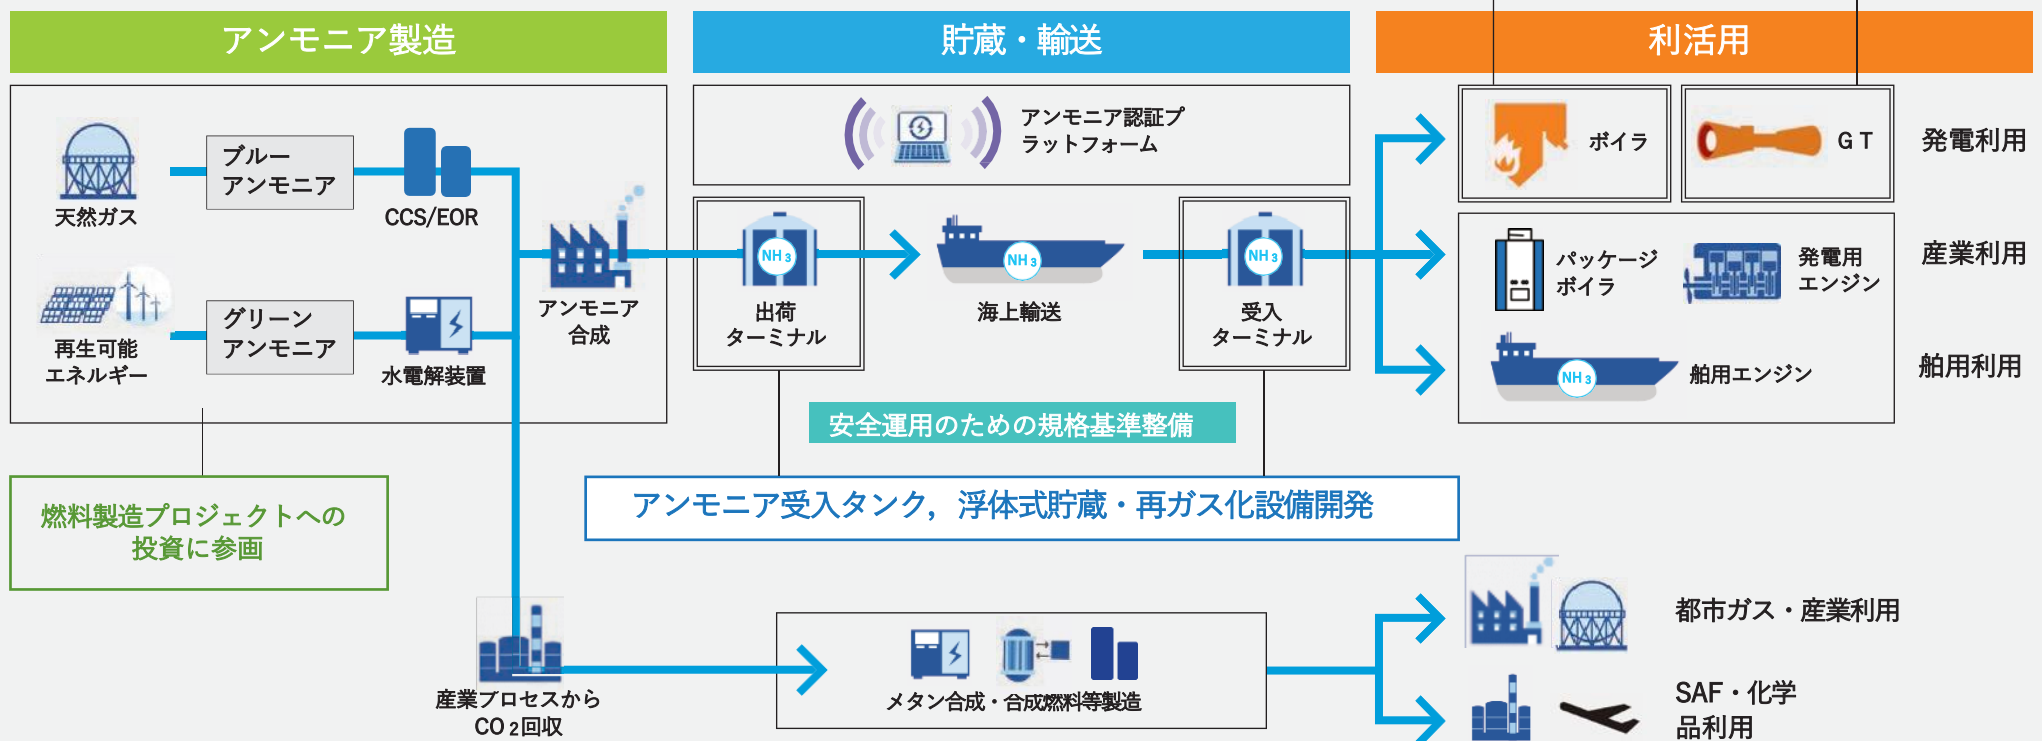 アンモニア製造
貯蔵・輸送
利活用
天然ガス
ブルー
アンモニア
CCS/EOR
再生可能
エネルギー
グリーン
アンモニア
水電解装置
アンモニア
合成
燃料製造プロジェクトへの
投資に参画
アンモニア認証プ
ラットフォーム
NH3
出荷
ターミナル
NH3
海上輸送
NH3
受入
ターミナル
安全運用のための規格基準整備
アンモニア受入タンク，浮体式貯蔵・再ガス化設備開発
ボイラ
GT
発電利用
パッケージ
ボイラ
発電用
エンジン
産業利用
NH3
舶用エンジン
舶用利用
産業プロセスから
CO2回収
メタン合成・合成燃料等製造
都市ガス・産業利用
SAF・化学
品利用